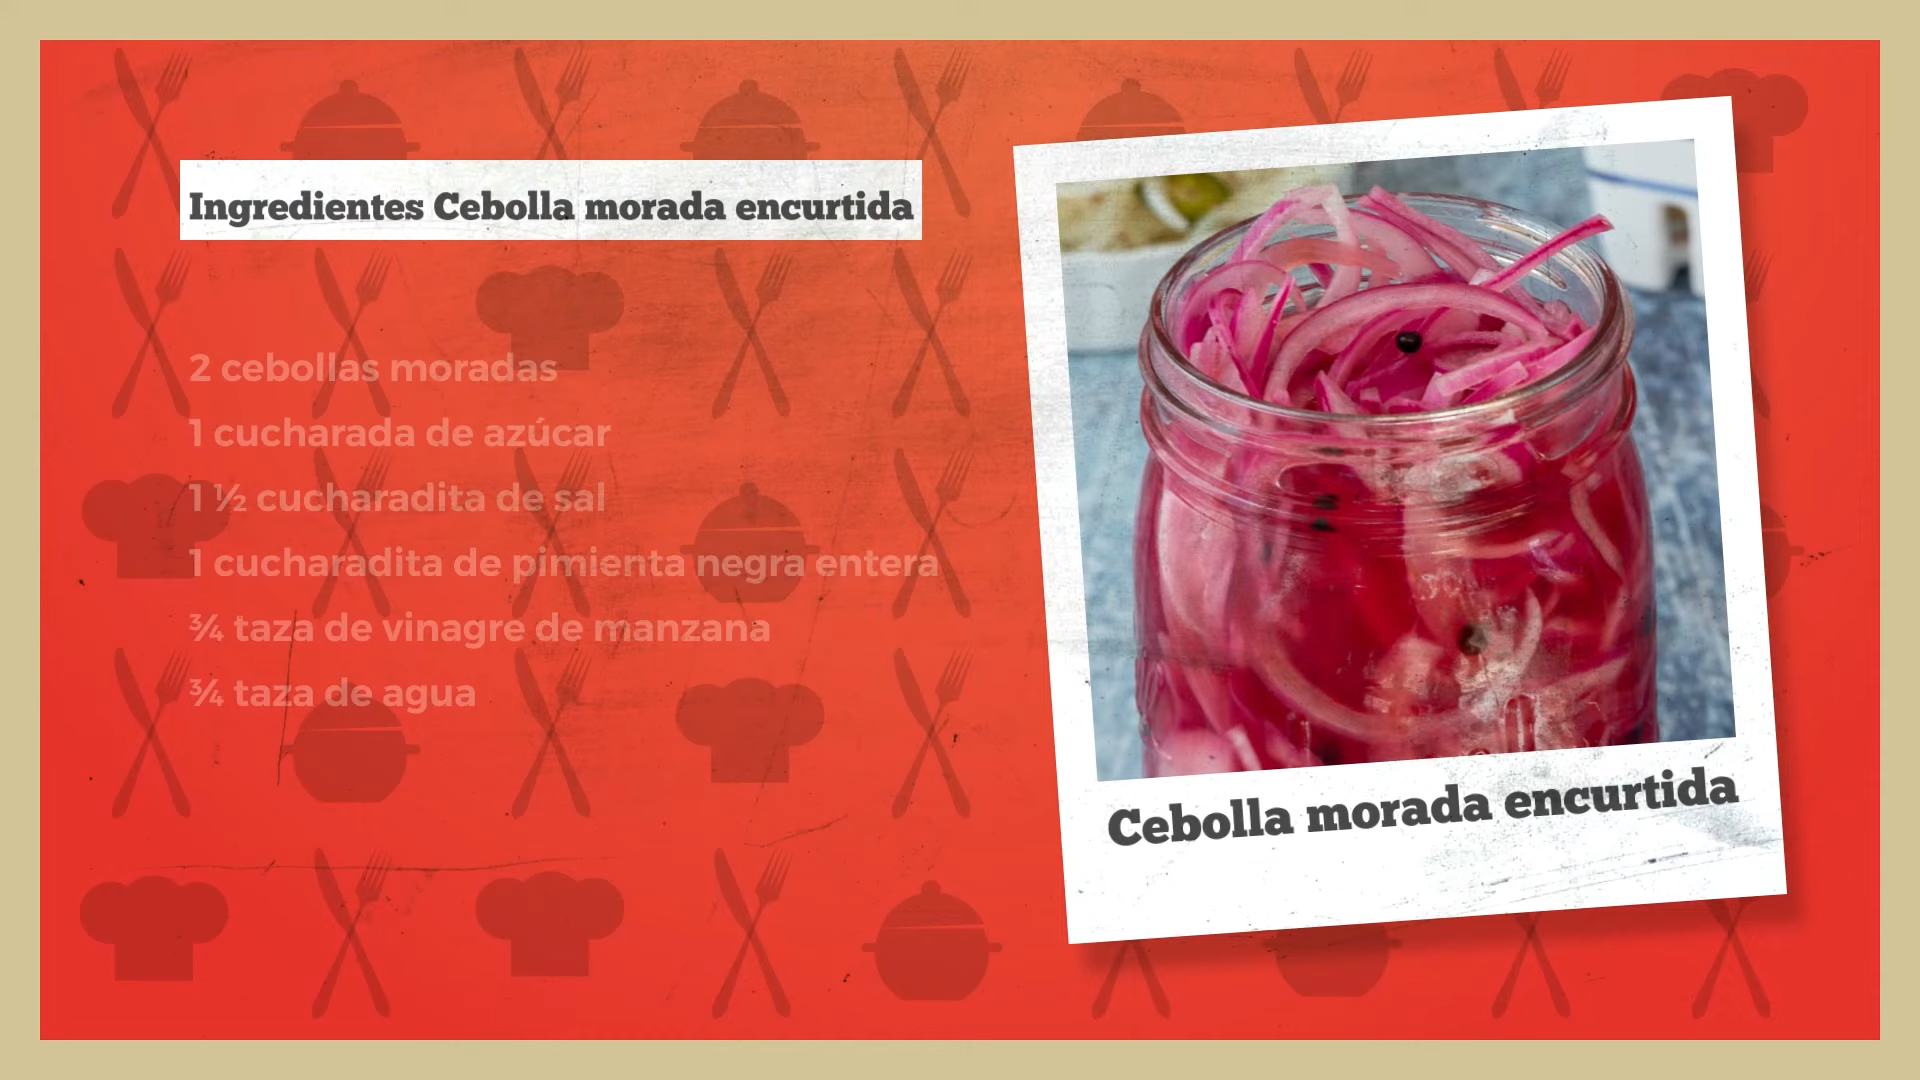 Ingredientes Cebolla morada encurtida
2 cebollas moradas
1 cucharada de azúcar
1 ½ cucharadita de sal
1 cucharadita de pimienta negra entera
¾ taza de vinagre de manzana
¾ taza de agua
Cebolla morada encurtida